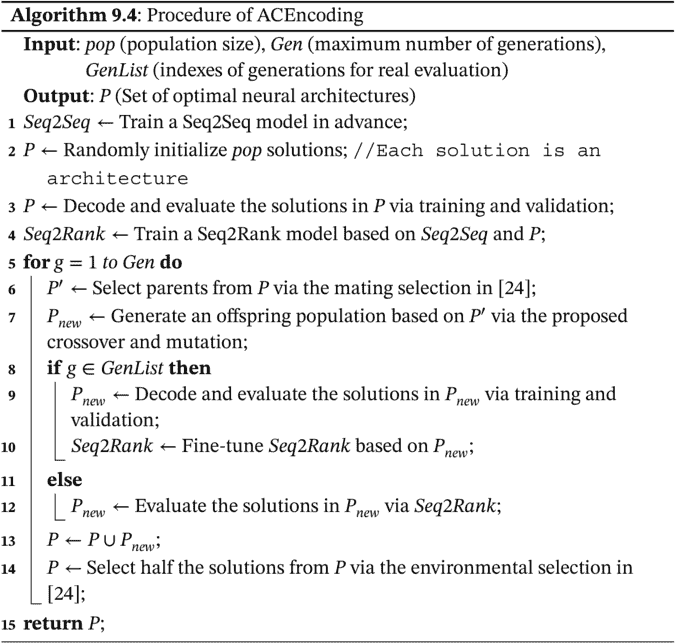 Algorithm 9.4: Procedure of ACEncoding
Input: pop (population size), Gen (maximum number of generations),
GenList (indexes of generations for real evaluation)
Output: P (Set of optimal neural architectures)
1 Seq2Seq ← Train a Seq2Seq model in advance;
2 P ← Randomly initialize pop solutions; //Each solution is an
architecture
3 P ← Decode and evaluate the solutions in P via training and validation;
4 Seq2Rank ← Train a Seq2Rank model based on Seq2Seq and P;
5 for g = 1 to Gen do
6 P′ ← Select parents from P via the mating selection in [24];
7 Pnew ← Generate an offspring population based on P′ via the proposed
crossover and mutation;
8 if g ∈ GenList then
9 Pnew ← Decode and evaluate the solutions in Pnew via training and
validation;
10 Seq2Rank ← Fine-tune Seq2Rank based on Pnew;
11 else
12 Pnew ← Evaluate the solutions in Pnew via Seq2Rank;
13 P ← P ∪ Pnew;
14 P ← Select half the solutions from P via the environmental selection in
[24];
15 return P;